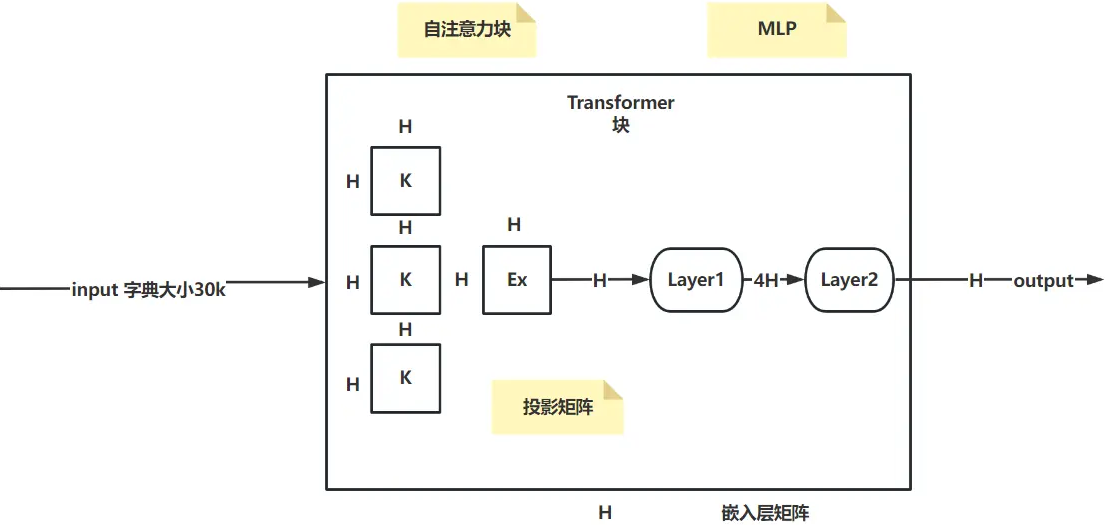 自注意力块
MLP
Transformer
块
H
H
K
H
H
K
H
H
K
H
H
Ex
H
Layer1
4H
Layer2
H
output
input 字典大小30k
投影矩阵
H
嵌入层矩阵